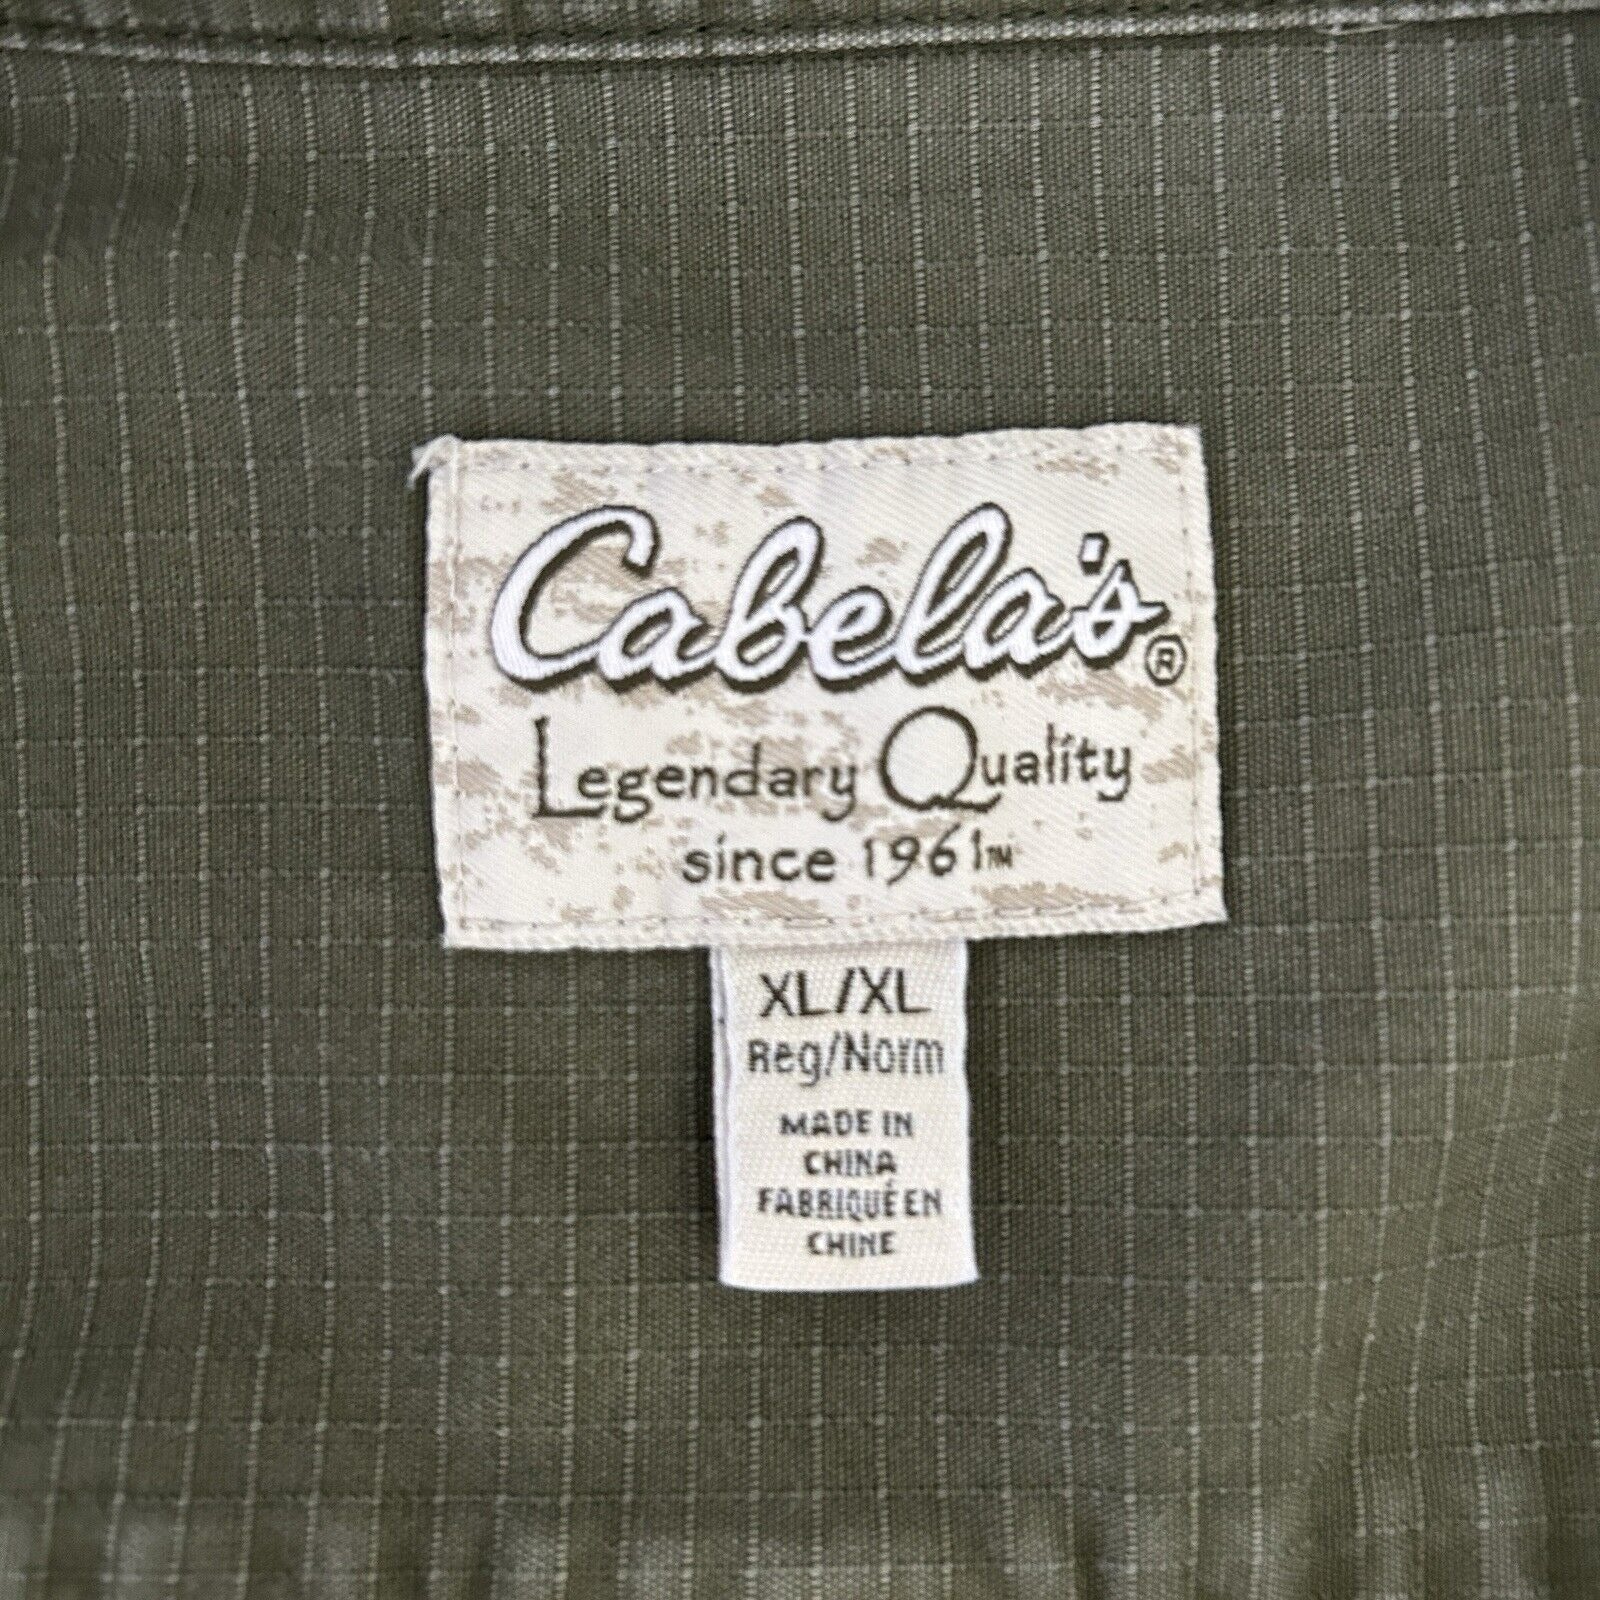 Cabela's®
Legendary Quality
since 1961™
XL/XL
Reg/Norm
MADE IN
CHINA
FABRIQUÉ EN
CHINE